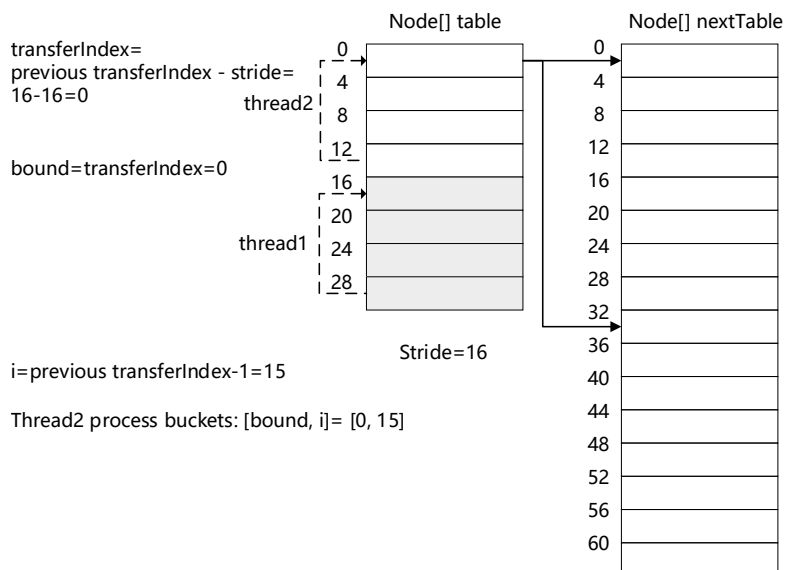 Node[] table
Node[] nextTable
transferIndex=
previous transferIndex - stride=
16-16=0
bound=transferIndex=0
i=previous transferIndex-1=15
Thread2 process buckets: [bound, i]= [0, 15]
thread2
thread1
0
4
8
12
16
20
24
28
Stride=16
0
4
8
12
16
20
24
28
32
36
40
44
48
52
56
60